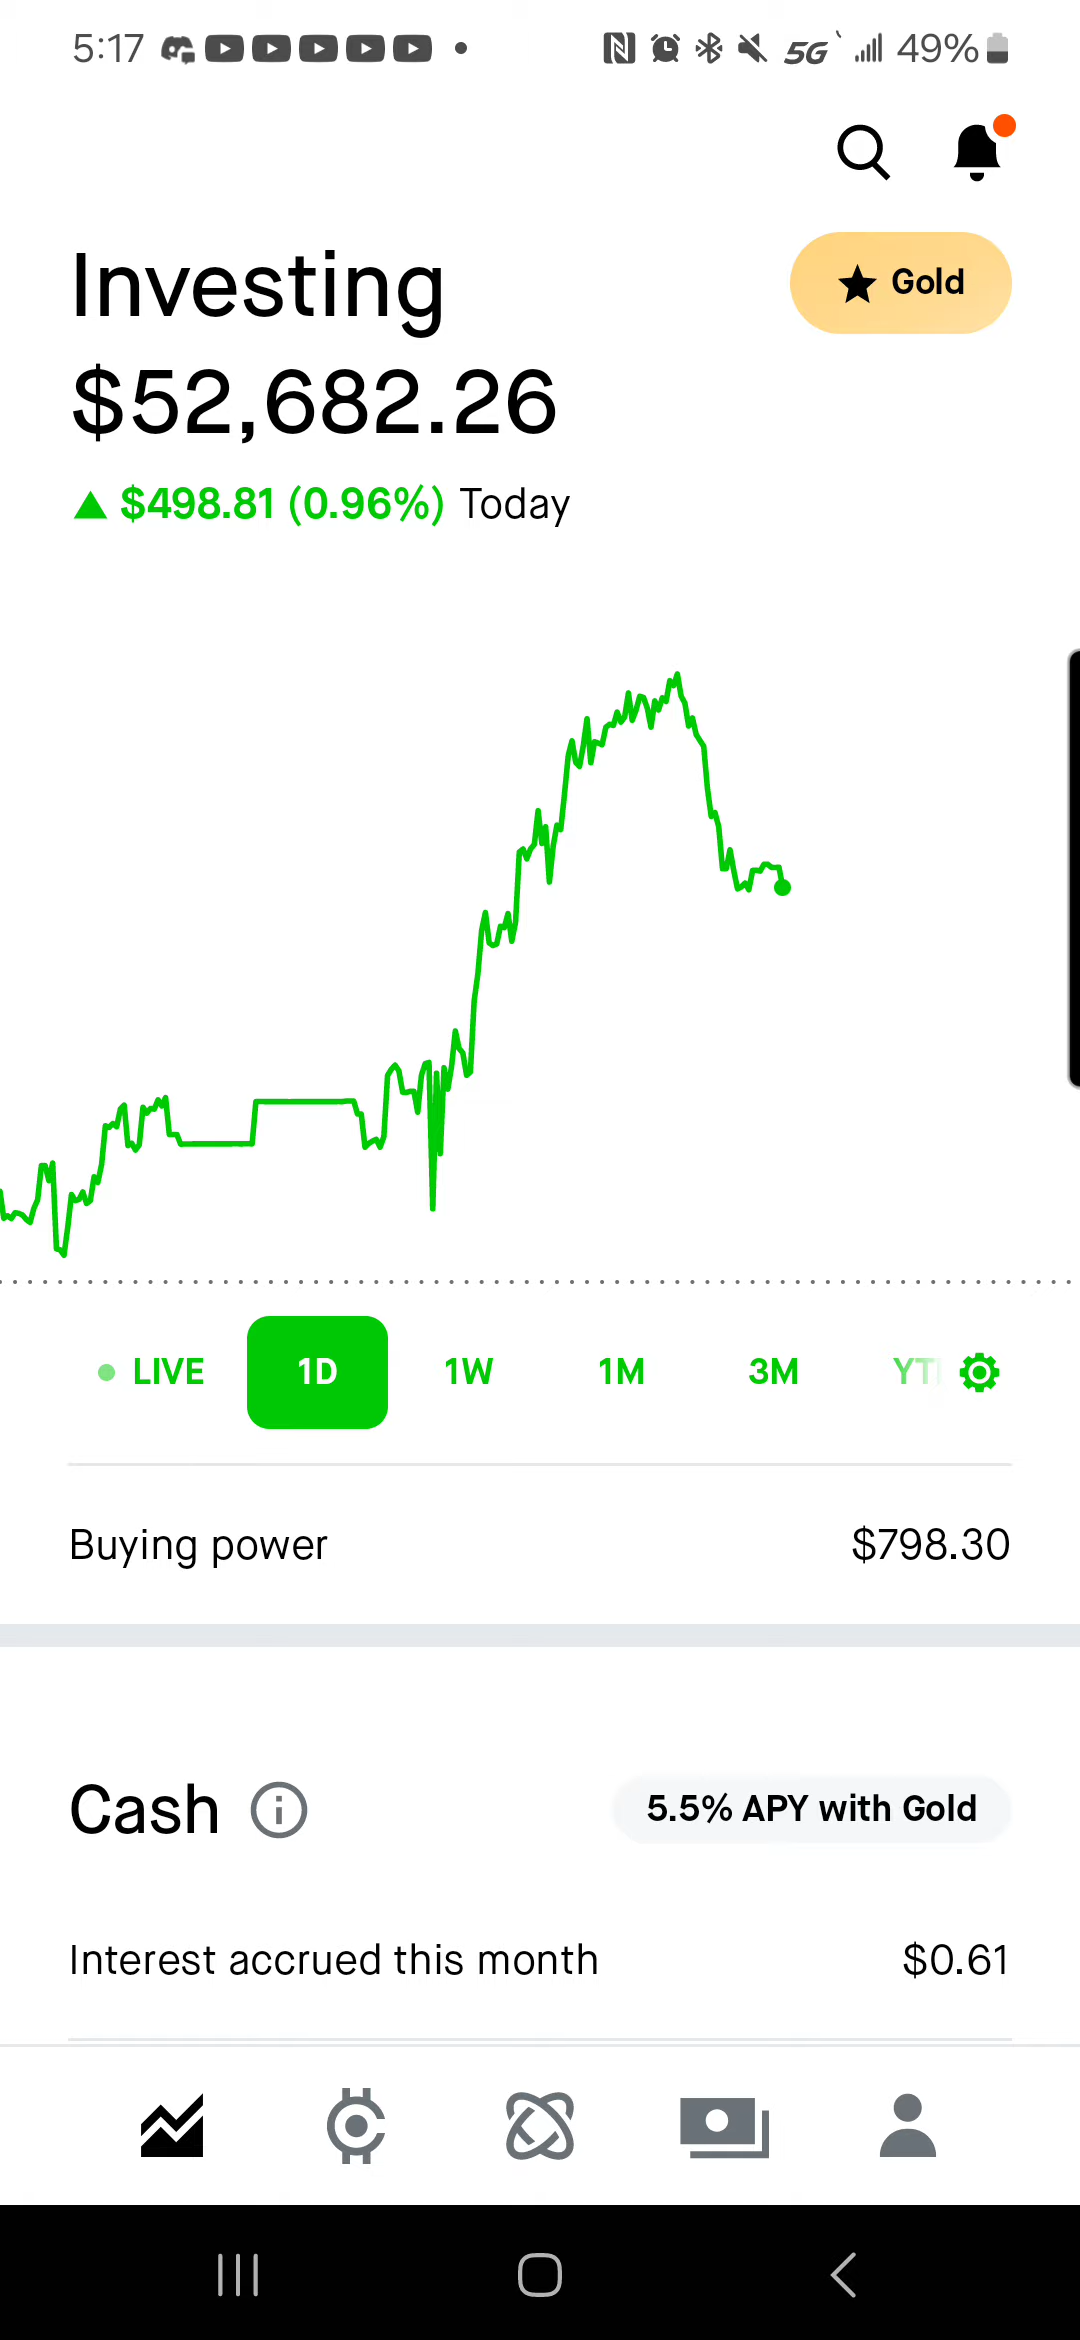 5:17 5G 49%
Investing
Gold
$52,682.26
$498.81 (0.96%) Today
LIVE 1D 1W 1M 3M
Buying power $798.30
Cash 5.5% APY with Gold
Interest accrued this month $0.61